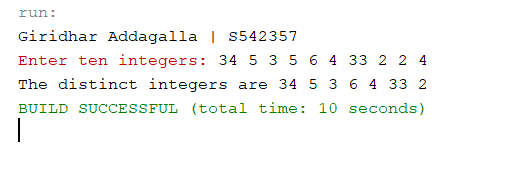 run:
Giridhar Addagalla | S542357
Enter ten integers: 34 5 3 5 6 4 33 2 2 4
The distinct integers are 34 5 3 6 4 33 2
BUILD SUCCESSFUL (total time: 10 seconds)